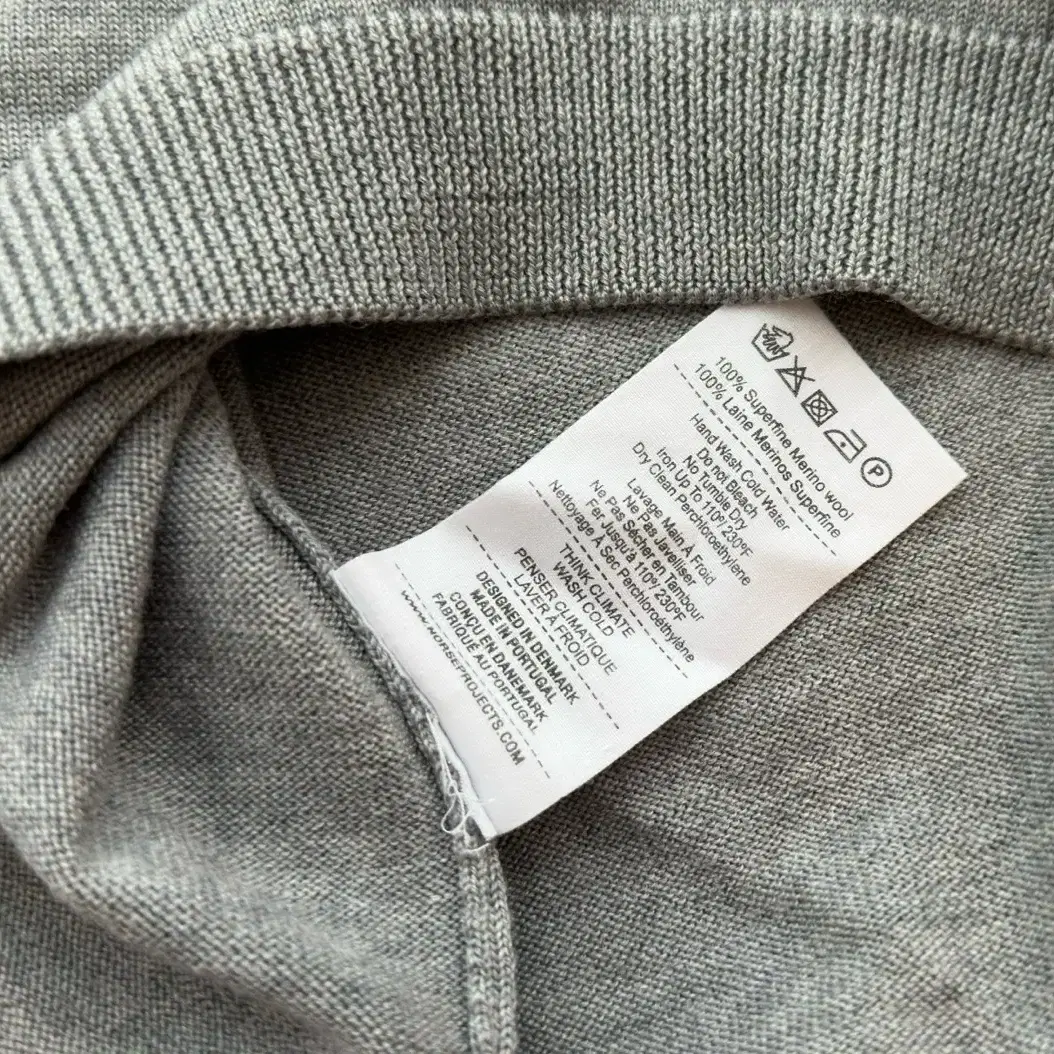 P
100% Superfine Merino wool
100% Laine Merinos Superfine
Hand Wash Cold Water
Do not Bleach
No Tumble Dry
Iron Up To 110°/230°F
Dry Clean Perchloroethylene
Lavage Main À Froid
Ne Pas Javelliser
Ne Pas Sécher en Tambour
Fer Jusqu'à 110°/230°F
Nettoyage À Sec Perchloroéthylène
THINK CLIMATE
WASH COLD
PENSER CLIMATIQUE
LAVER À FROID
DESIGNED IN DENMARK
MADE IN PORTUGAL
CONÇU EN DANEMARK
FABRIQUÉ AU PORTUGAL
www.NORSEPROJECTS.COM